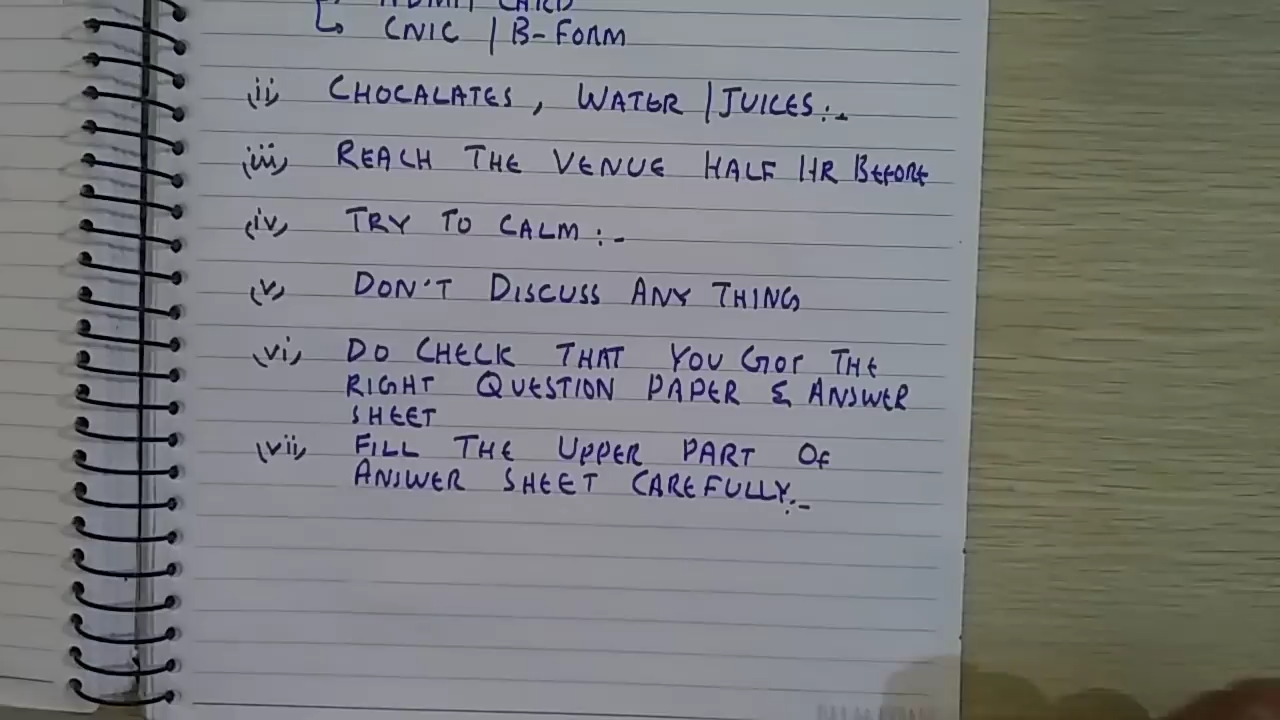 ADMIT CARD
↳ CNIC | B-FORM
(ii) CHOCALATES, WATER | JUICES:-
(iii) REACH THE VENUE HALF HR BEFORE
(iv) TRY TO CALM:-
(v) DON'T DISCUSS ANY THING
(vi) DO CHECK THAT YOU GOT THE
RIGHT QUESTION PAPER & ANSWER
SHEET
(vii) FILL THE UPPER PART OF
ANSWER SHEET CAREFULLY:-